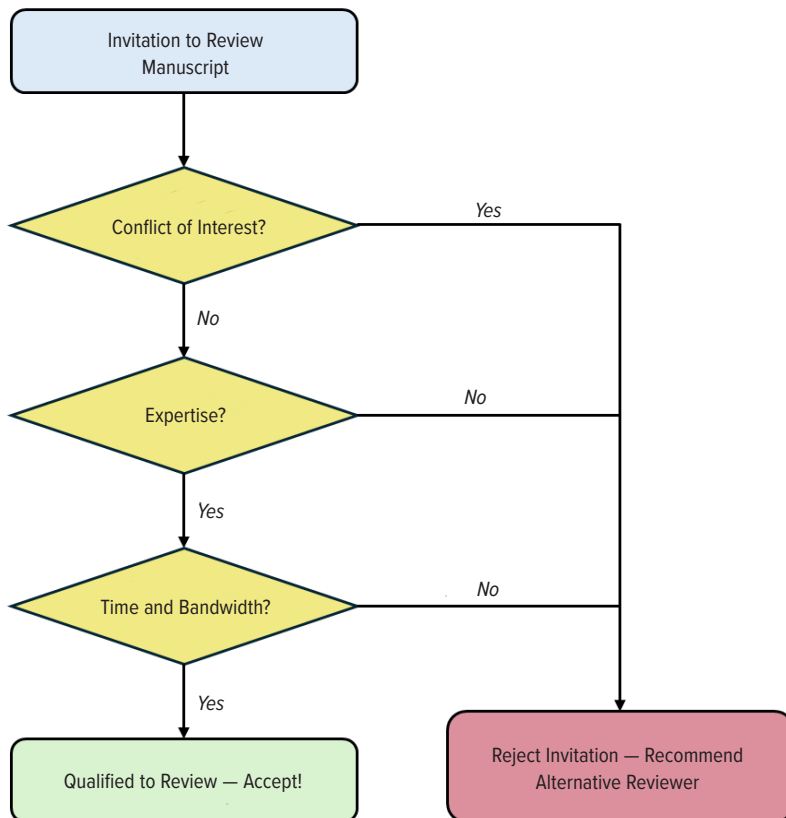 Invitation to Review
Manuscript
Conflict of Interest?
Yes
No
Expertise?
No
Yes
Time and Bandwidth?
No
Yes
Qualified to Review — Accept!
Reject Invitation — Recommend
Alternative Reviewer